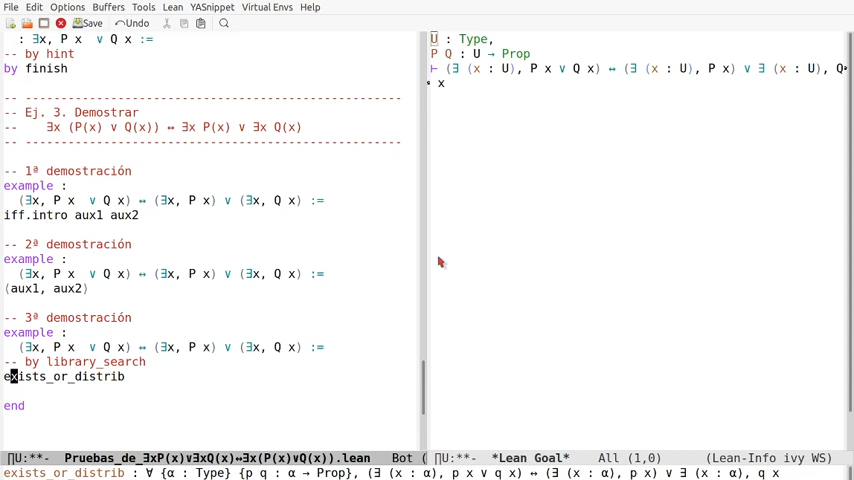 File Edit Options Buffers Tools Lean YASnippet Virtual Envs Help
Save Undo
: ∃x, P x ∨ Q x :=
-- by hint
by finish
-- ---------------------------------------------------
-- Ej. 3. Demostrar
-- ∃x (P(x) ∨ Q(x)) ↔ ∃x P(x) ∨ ∃x Q(x)
-- ---------------------------------------------------
-- 1ª demostración
example :
(∃x, P x ∨ Q x) ↔ (∃x, P x) ∨ (∃x, Q x) :=
iff.intro aux1 aux2
-- 2ª demostración
example :
(∃x, P x ∨ Q x) ↔ (∃x, P x) ∨ (∃x, Q x) :=
⟨aux1, aux2⟩
-- 3ª demostración
example :
(∃x, P x ∨ Q x) ↔ (∃x, P x) ∨ (∃x, Q x) :=
-- by library_search
exists_or_distrib
end
U : Type,
P Q : U → Prop
⊢ (∃ (x : U), P x ∨ Q x) ↔ (∃ (x : U), P x) ∨ ∃ (x : U), Q
x
∏U:**- Pruebas_de_∃xP(x)∨∃xQ(x)↔∃x(P(x)∨Q(x)).lean Bot (
∏U:**- *Lean Goal* All (1,0) (Lean-Info ivy WS)
exists_or_distrib : ∀ {α : Type} {p q : α → Prop}, (∃ (x : α), p x ∨ q x) ↔ (∃ (x : α), p x) ∨ ∃ (x : α), q x